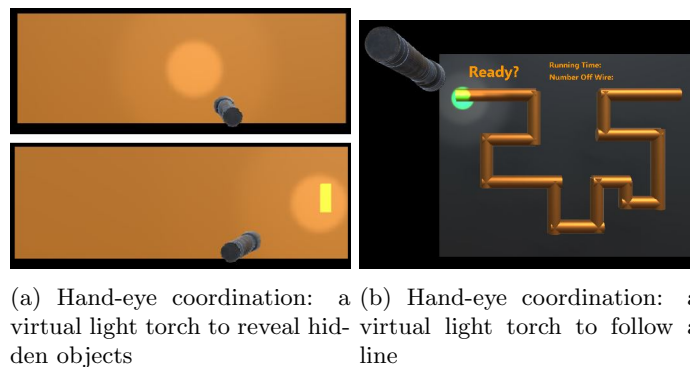 Ready?
Running Time:
Number Off Wire:
(a) Hand-eye coordination: a
virtual light torch to reveal hid-
den objects
(b) Hand-eye coordination: a
virtual light torch to follow a
line